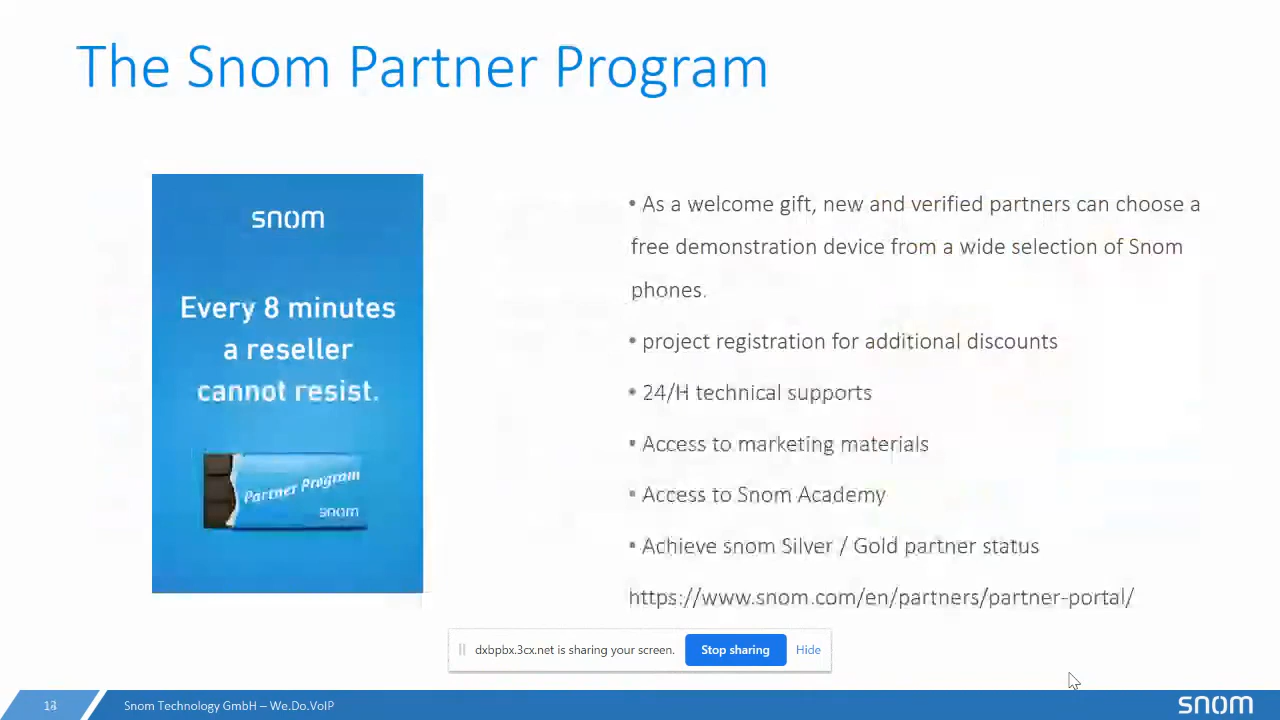 The Snom Partner Program
snom
Every 8 minutes
a reseller
cannot resist.
Partner Program
snom
• As a welcome gift, new and verified partners can choose a
free demonstration device from a wide selection of Snom
phones.
• project registration for additional discounts
• 24/H technical supports
• Access to marketing materials
• Access to Snom Academy
• Achieve snom Silver / Gold partner status
https://www.snom.com/en/partners/partner-portal/
dxbpbx.3cx.net is sharing your screen. Stop sharing Hide
Snom Technology GmbH – We.Do.VoIP
snom